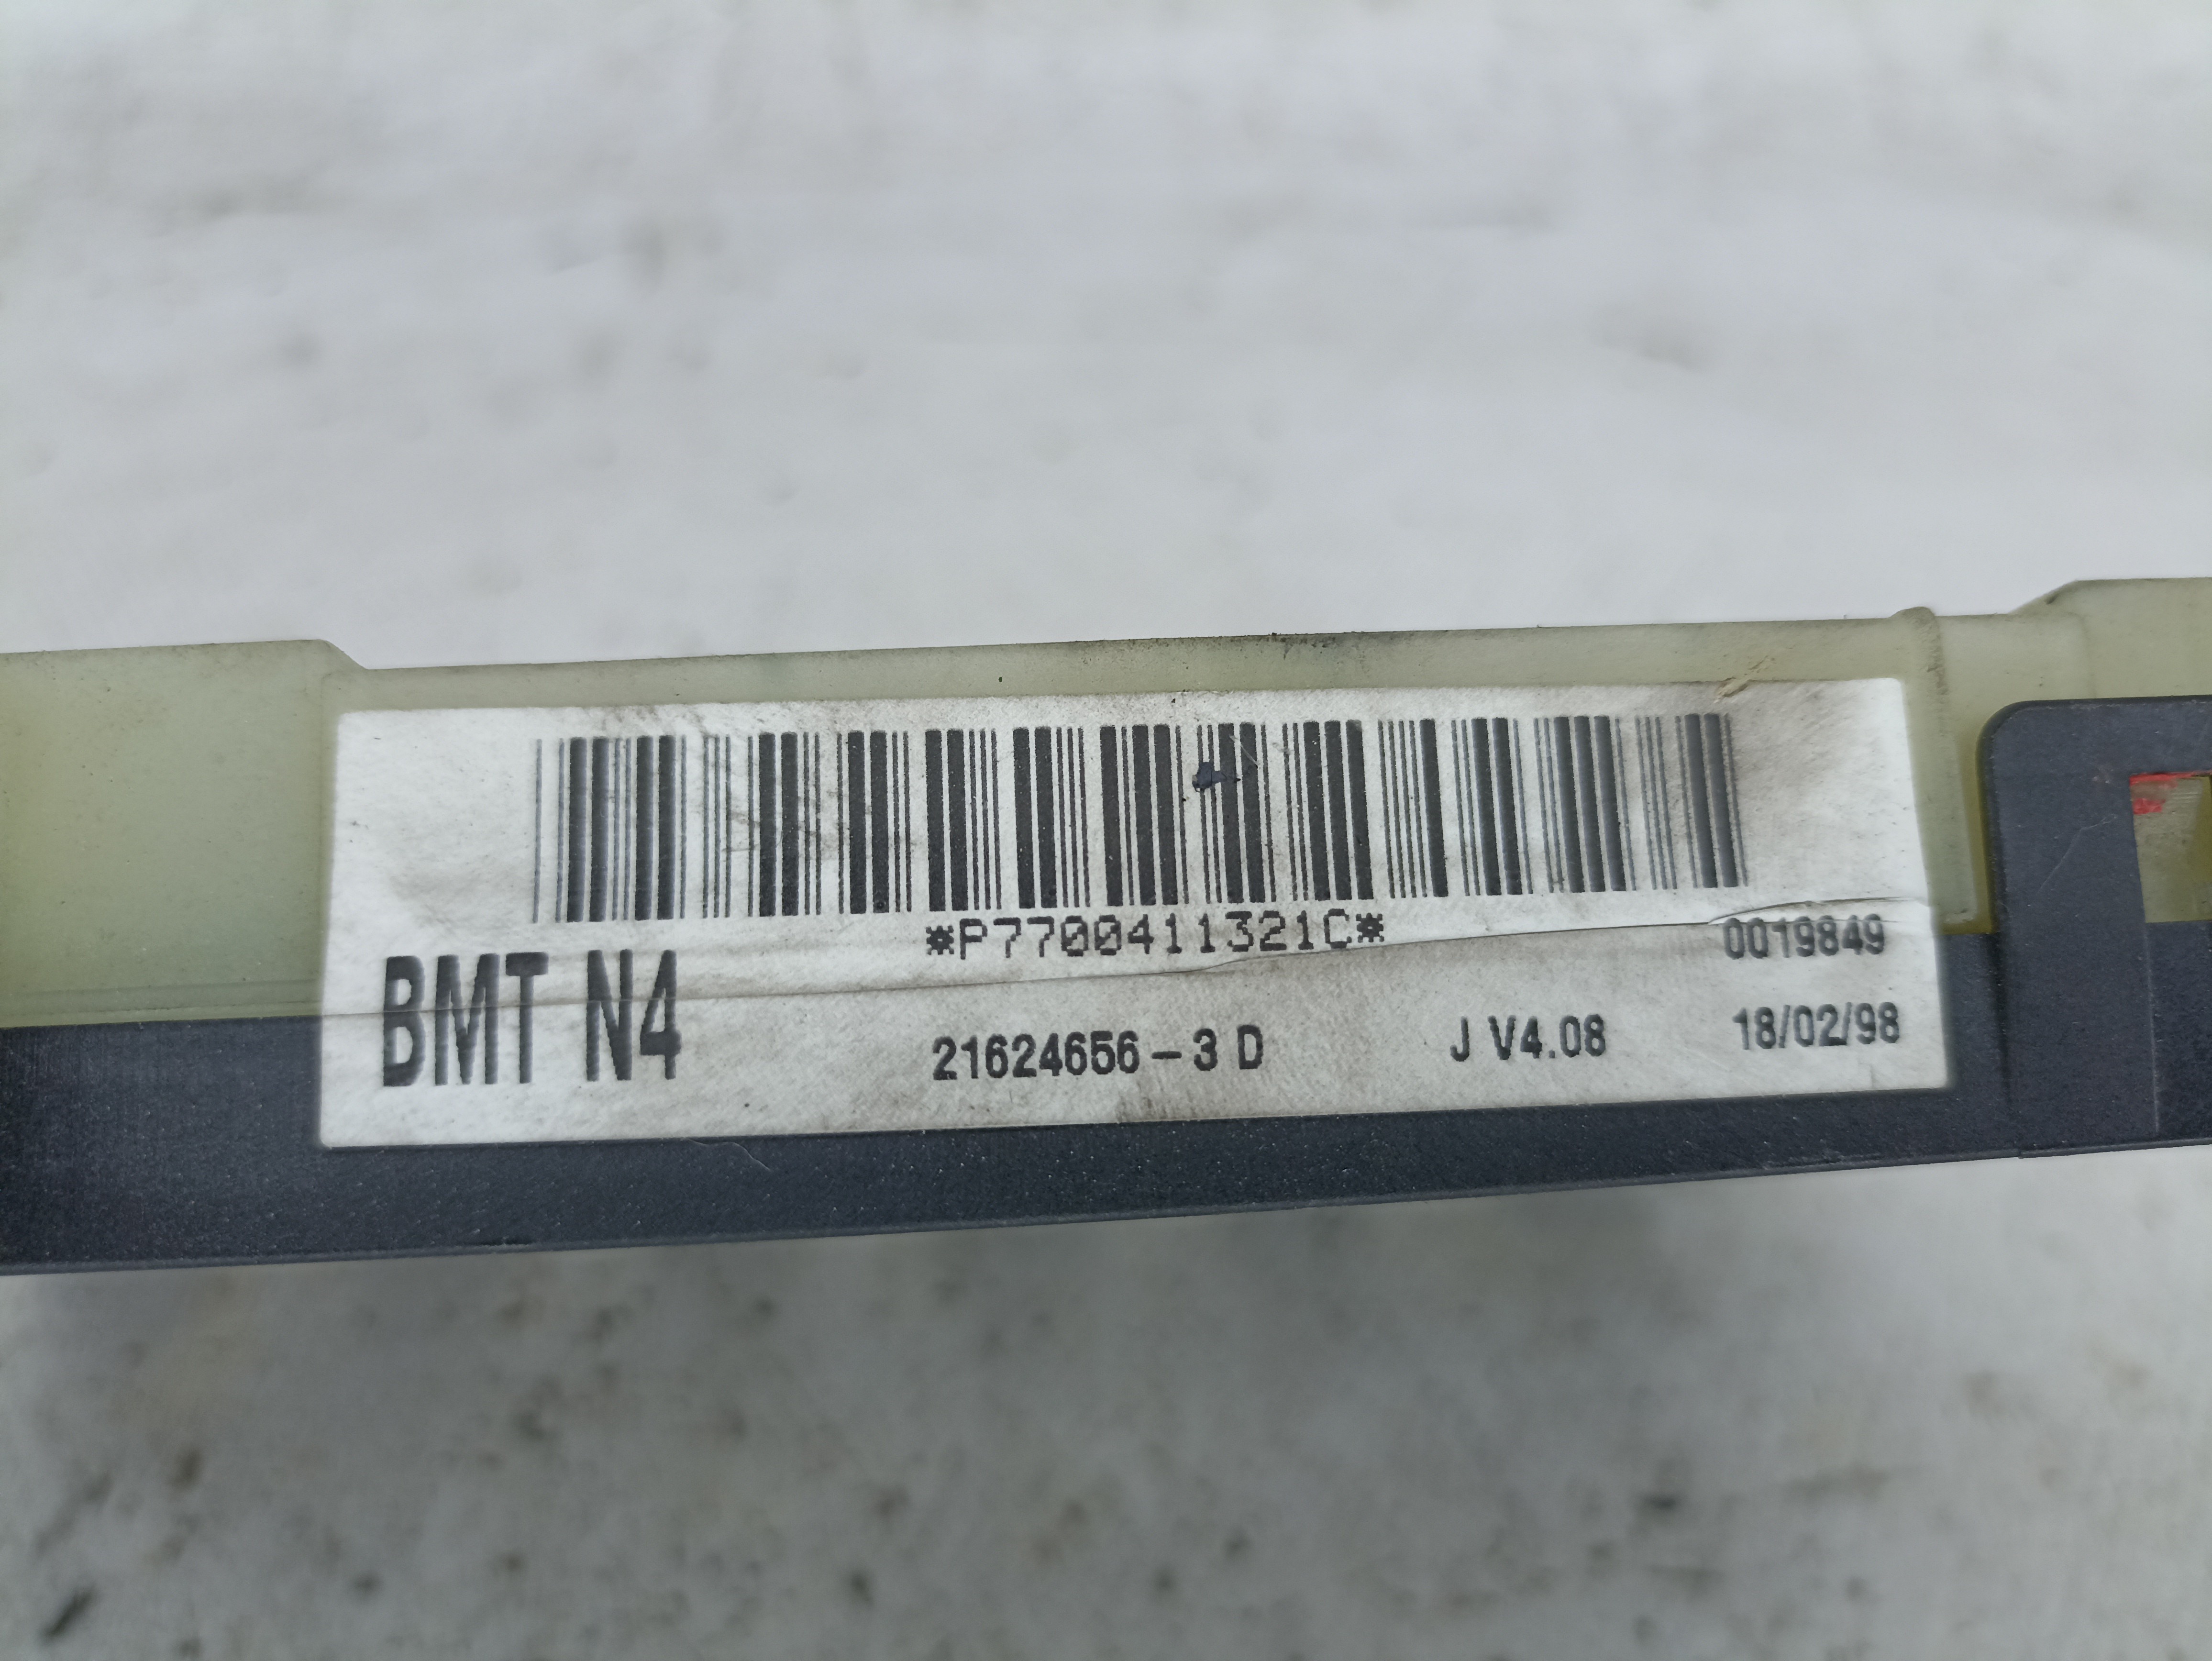 *P7700411321C*
0019849
BMT N4
21624656-3 D
J V4.08
18/02/98